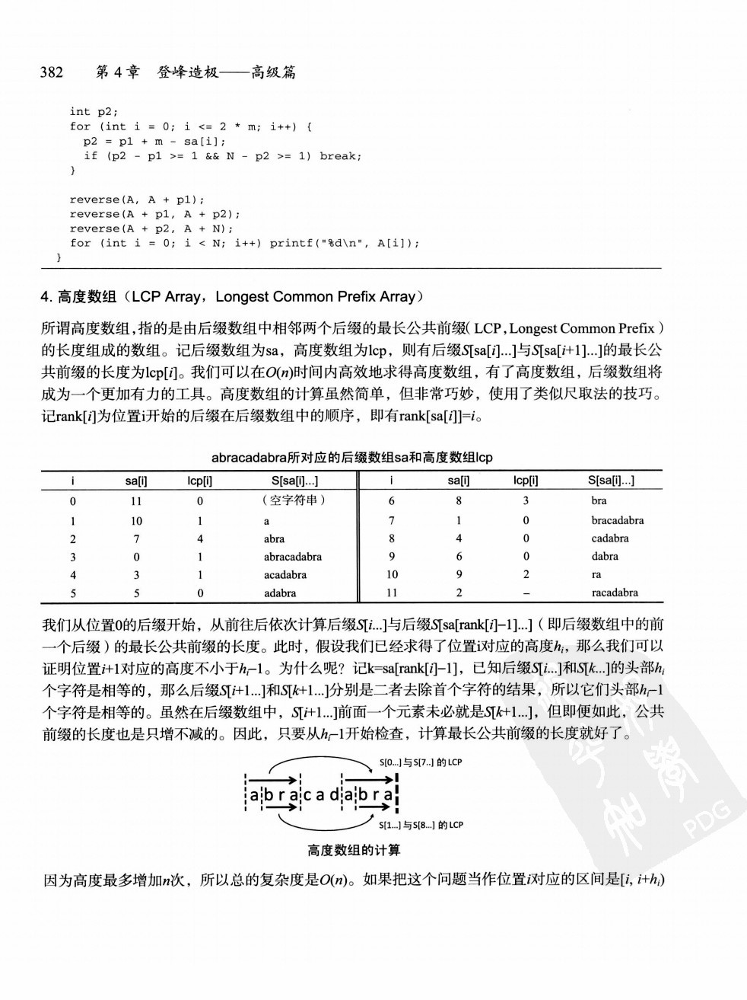 382 第4章 登峰造极——高级篇
int p2;
for (int i = 0; i <= 2 * m; i++) {
p2 = p1 + m - sa[i];
if (p2 - p1 >= 1 && N - p2 >= 1) break;
}
reverse(A, A + p1);
reverse(A + p1, A + p2);
reverse(A + p2, A + N);
for (int i = 0; i < N; i++) printf("%d\n", A[i]);
}
4. 高度数组（LCP Array，Longest Common Prefix Array）
所谓高度数组,指的是由后缀数组中相邻两个后缀的最长公共前缀( LCP,Longest Common Prefix )
的长度组成的数组。记后缀数组为sa，高度数组为lcp，则有后缀S[sa[i]...]与S[sa[i+1]...]的最长公
共前缀的长度为lcp[i]。我们可以在O(n)时间内高效地求得高度数组，有了高度数组，后缀数组将
成为一个更加有力的工具。高度数组的计算虽然简单，但非常巧妙，使用了类似尺取法的技巧。
记rank[i]为位置i开始的后缀在后缀数组中的顺序，即有rank[sa[i]]=i。
abracadabra所对应的后缀数组sa和高度数组lcp
i sa[i] lcp[i] S[sa[i]...] i sa[i] lcp[i] S[sa[i]...]
0 11 0 （空字符串） 6 8 3 bra
1 10 1 a 7 1 0 bracadabra
2 7 4 abra 8 4 0 cadabra
3 0 1 abracadabra 9 6 0 dabra
4 3 1 acadabra 10 9 2 ra
5 5 0 adabra 11 2 – racadabra
我们从位置0的后缀开始，从前往后依次计算后缀S[i...]与后缀S[sa[rank[i]–1]...]（即后缀数组中的前
一个后缀）的最长公共前缀的长度。此时，假设我们已经求得了位置i对应的高度hᵢ，那么我们可以
证明位置i+1对应的高度不小于hᵢ–1。为什么呢？记k=sa[rank[i]–1]，已知后缀S[i...]和S[k...]的头部hᵢ
个字符是相等的，那么后缀S[i+1...]和S[k+1...]分别是二者去除首个字符的结果，所以它们头部hᵢ–1
个字符是相等的。虽然在后缀数组中，S[i+1...]前面一个元素未必就是S[k+1...]，但即便如此，公共
前缀的长度也是只增不减的。因此，只要从hᵢ–1开始检查，计算最长公共前缀的长度就好了。
S[0...] 与 S[7..] 的 LCP
abracadabra
S[1...] 与 S[8...] 的 LCP
高度数组的计算
因为高度最多增加n次，所以总的复杂度是O(n)。如果把这个问题当作位置i对应的区间是[i, i+hᵢ)
PDG